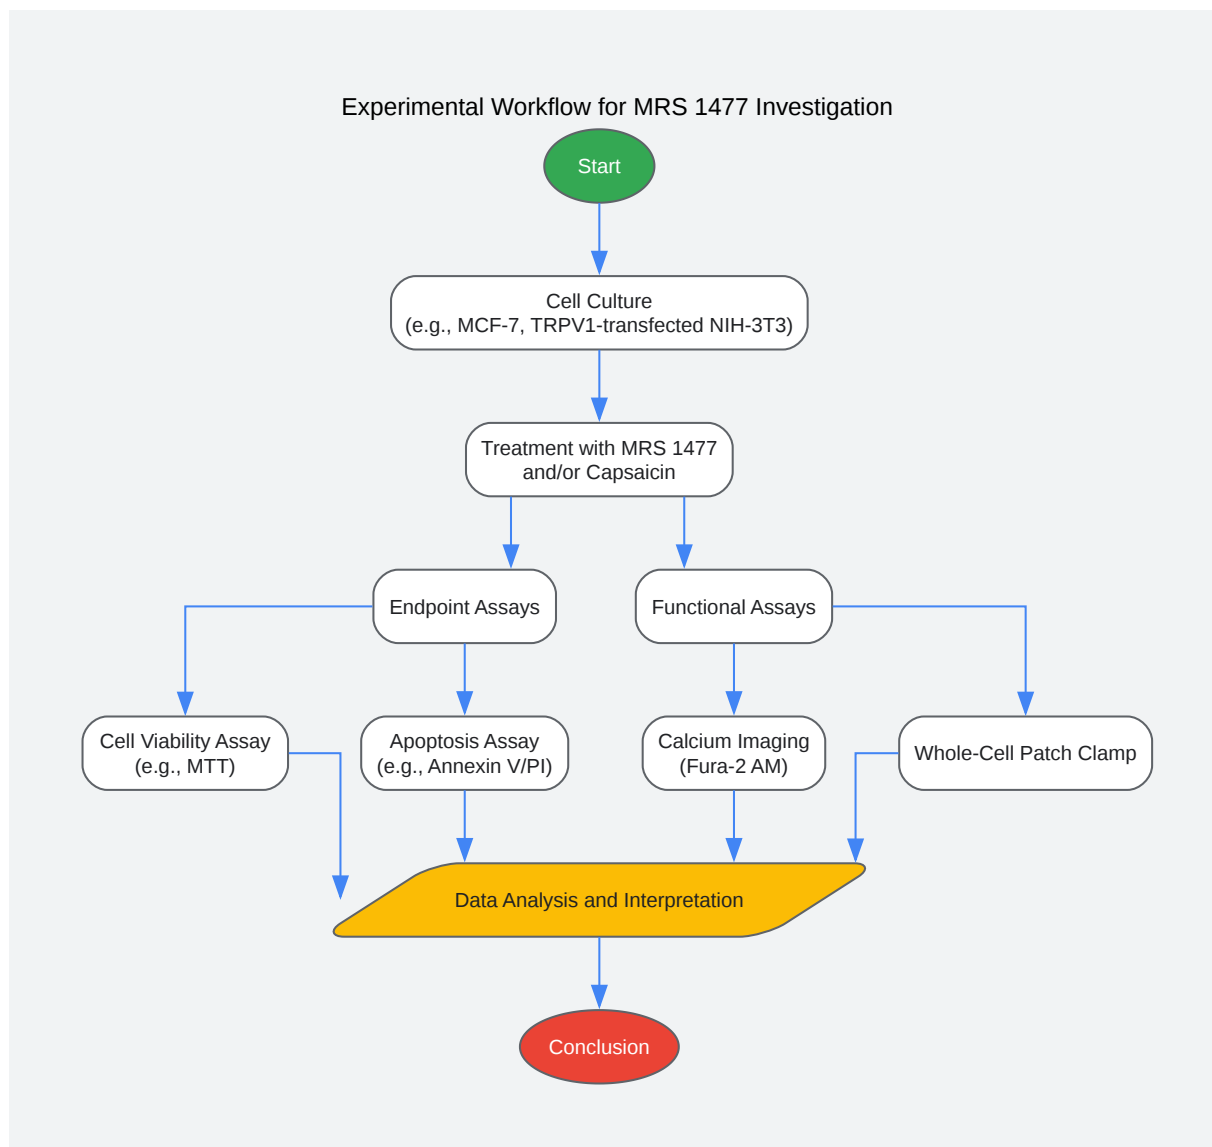 Experimental Workflow for MRS 1477 Investigation
Start
Cell Culture
(e.g., MCF-7, TRPV1-transfected NIH-3T3)
Treatment with MRS 1477
and/or Capsaicin
Endpoint Assays
Functional Assays
Cell Viability Assay
(e.g., MTT)
Apoptosis Assay
(e.g., Annexin V/PI)
Calcium Imaging
(Fura-2 AM)
Whole-Cell Patch Clamp
Data Analysis and Interpretation
Conclusion